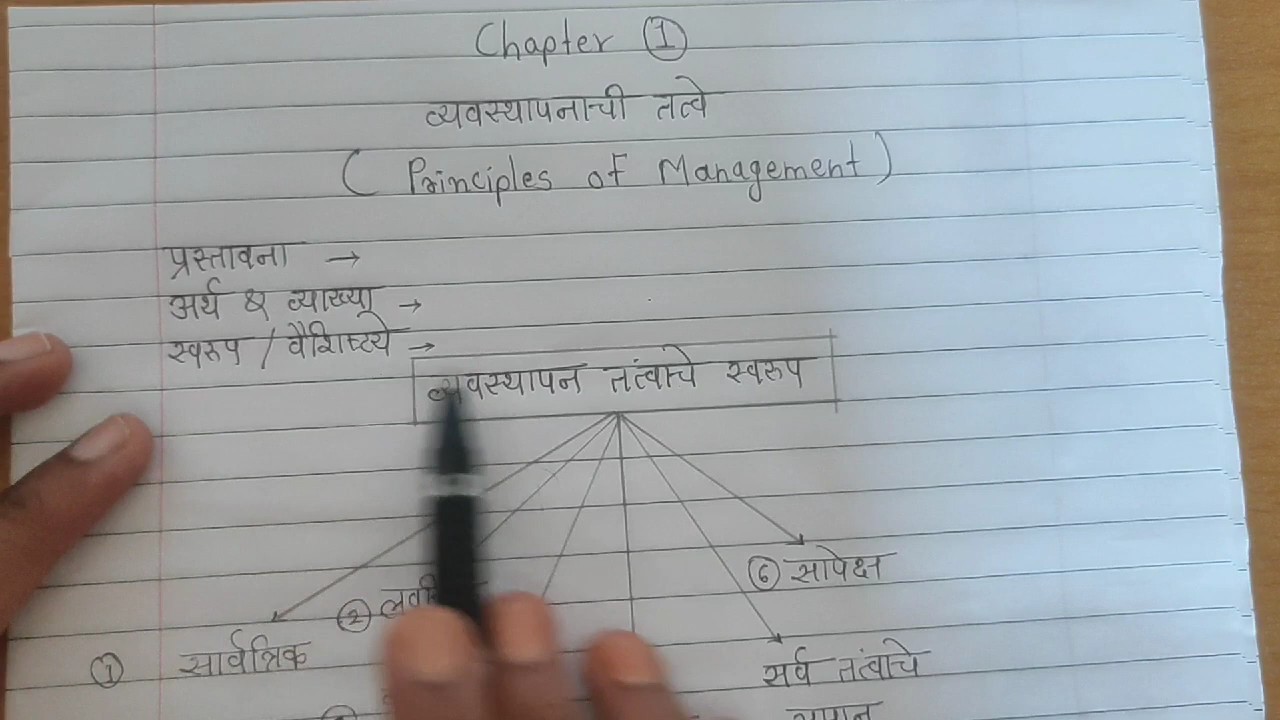 Chapter ①
व्यवस्थापनाची तत्वे
( Principles of Management )
प्रस्तावना →
अर्थ & व्याख्या →
स्वरूप / वैशिष्ट्ये →
व्यवस्थापन तत्वांचे स्वरूप
⑥ सापेक्ष
②
① सार्वत्रिक
सर्व तत्वांचे